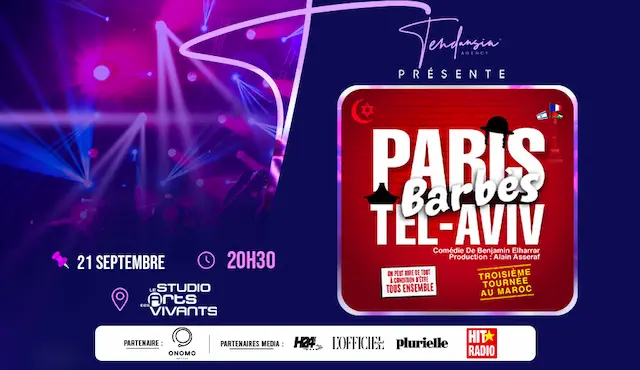 Tendansia
AGENCY
PRÉSENTE
PARIS
Barbès
TEL-AVIV
Comédie De Benjamin Elharrar
Production : Alain Asseraf
ON PEUT RIRE DE TOUT
À CONDITION D'ÊTRE
TOUS ENSEMBLE
TROISIÈME
TOURNÉE
AU MAROC
21 SEPTEMBRE
20H30
LE STUDIO
DES Arts
VIVANTS
PARTENAIRE :
ONOMO
PARTENAIRES MEDIA :
H24
L'OFFICIEL
plurielle
HIT
RADIO